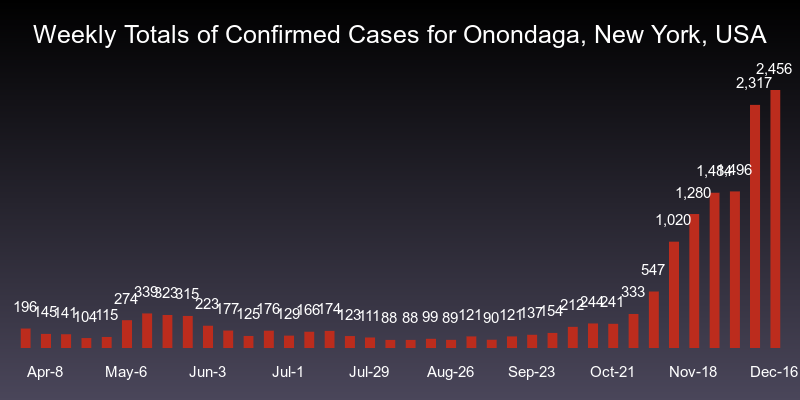 Weekly Totals of Confirmed Cases for Onondaga, New York, USA
196 145 141 104 115 274 339 323 315 223 177 125 176 129 166 174 123 111 88 88 99 89 121 90 121 137 154 212 244 241 333 547 1,020 1,280 1,484 1,496 2,317 2,456
Apr-8 May-6 Jun-3 Jul-1 Jul-29 Aug-26 Sep-23 Oct-21 Nov-18 Dec-16